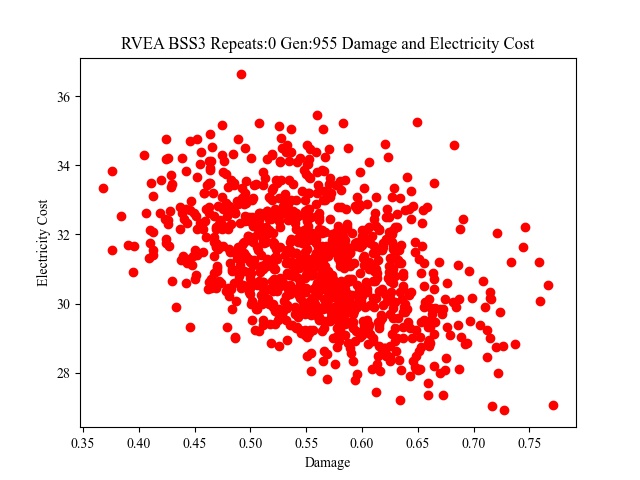 RVEA BSS3 Repeats:0 Gen:955 Damage and Electricity Cost
36
34
32
30
28
Electricity Cost
0.35 0.40 0.45 0.50 0.55 0.60 0.65 0.70 0.75
Damage